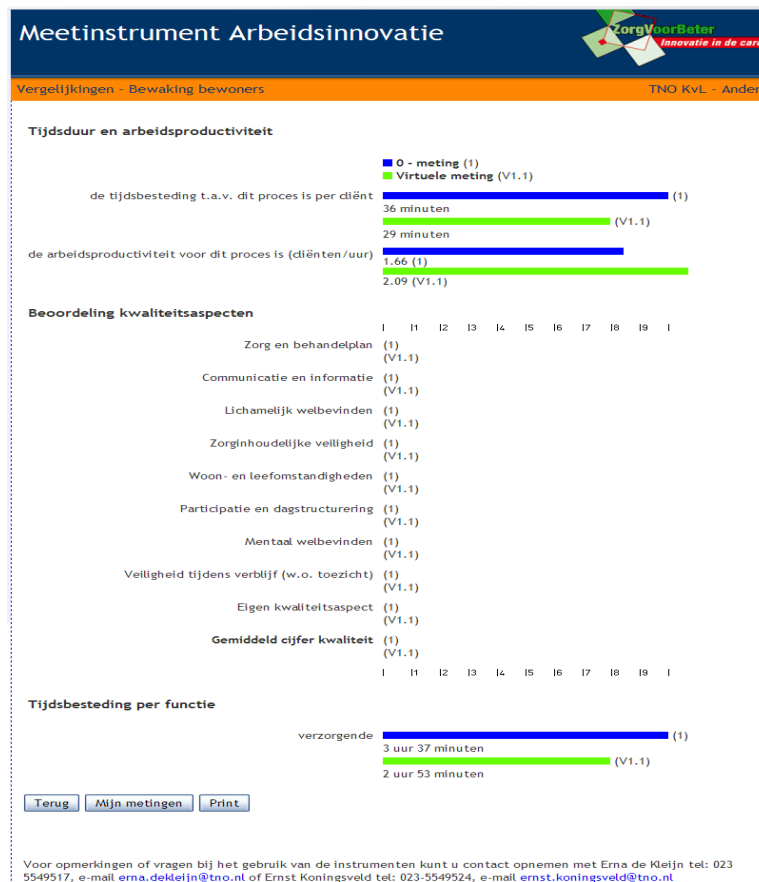 Meetinstrument Arbeidsinnovatie
ZorgVoorBeter
Innovatie in de care
Vergelijkingen - Bewaking bewoners
TNO KvL - Ander
Tijdsduur en arbeidsproductiviteit
0 - meting (1)
Virtuele meting (V1.1)
de tijdsbesteding t.a.v. dit proces is per cliënt
(1)
36 minuten
(V1.1)
29 minuten
de arbeidsproductiviteit voor dit proces is (cliënten/uur)
1.66 (1)
2.09 (V1.1)
Beoordeling kwaliteitsaspecten
| |1 |2 |3 |4 |5 |6 |7 |8 |9 |
Zorg en behandelplan (1)
(V1.1)
Communicatie en informatie (1)
(V1.1)
Lichamelijk welbevinden (1)
(V1.1)
Zorginhoudelijke veiligheid (1)
(V1.1)
Woon- en leefomstandigheden (1)
(V1.1)
Participatie en dagstructurering (1)
(V1.1)
Mentaal welbevinden (1)
(V1.1)
Veiligheid tijdens verblijf (w.o. toezicht) (1)
(V1.1)
Eigen kwaliteitsaspect (1)
(V1.1)
Gemiddeld cijfer kwaliteit (1)
(V1.1)
| |1 |2 |3 |4 |5 |6 |7 |8 |9 |
Tijdsbesteding per functie
verzorgende
(1)
3 uur 37 minuten
(V1.1)
2 uur 53 minuten
Terug Mijn metingen Print
Voor opmerkingen of vragen bij het gebruik van de instrumenten kunt u contact opnemen met Erna de Kleijn tel: 023
5549517, e-mail erna.dekleijn@tno.nl of Ernst Koningsveld tel: 023-5549524, e-mail ernst.koningsveld@tno.nl